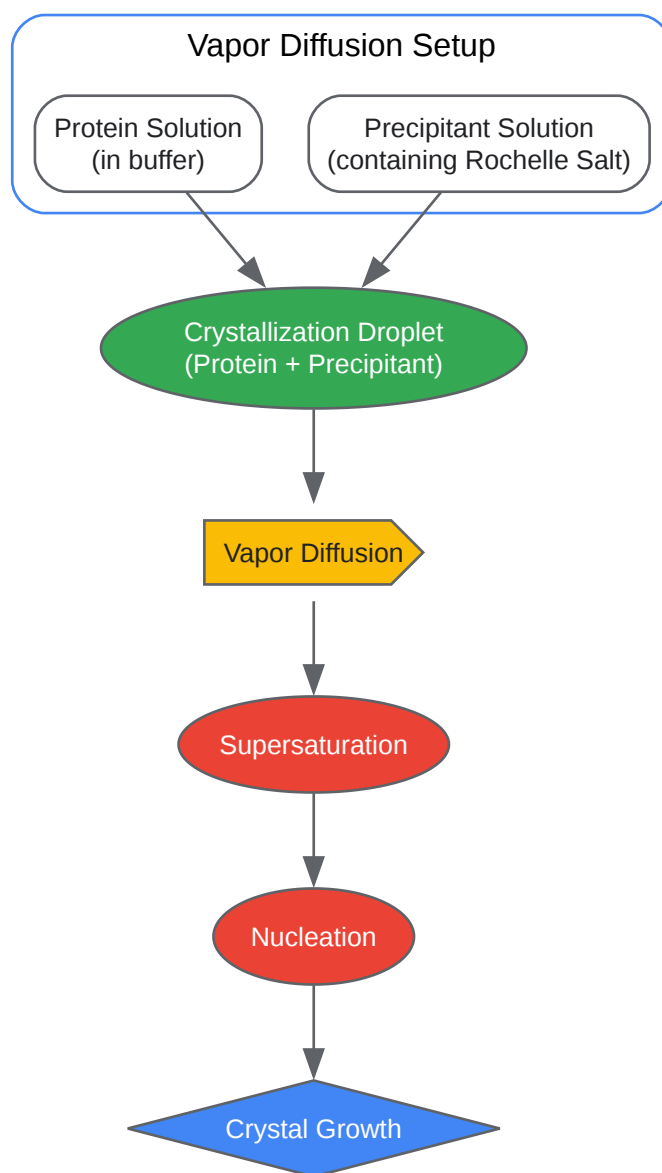 Vapor Diffusion Setup
Protein Solution
(in buffer)
Precipitant Solution
(containing Rochelle Salt)
Crystallization Droplet
(Protein + Precipitant)
Vapor Diffusion
Supersaturation
Nucleation
Crystal Growth